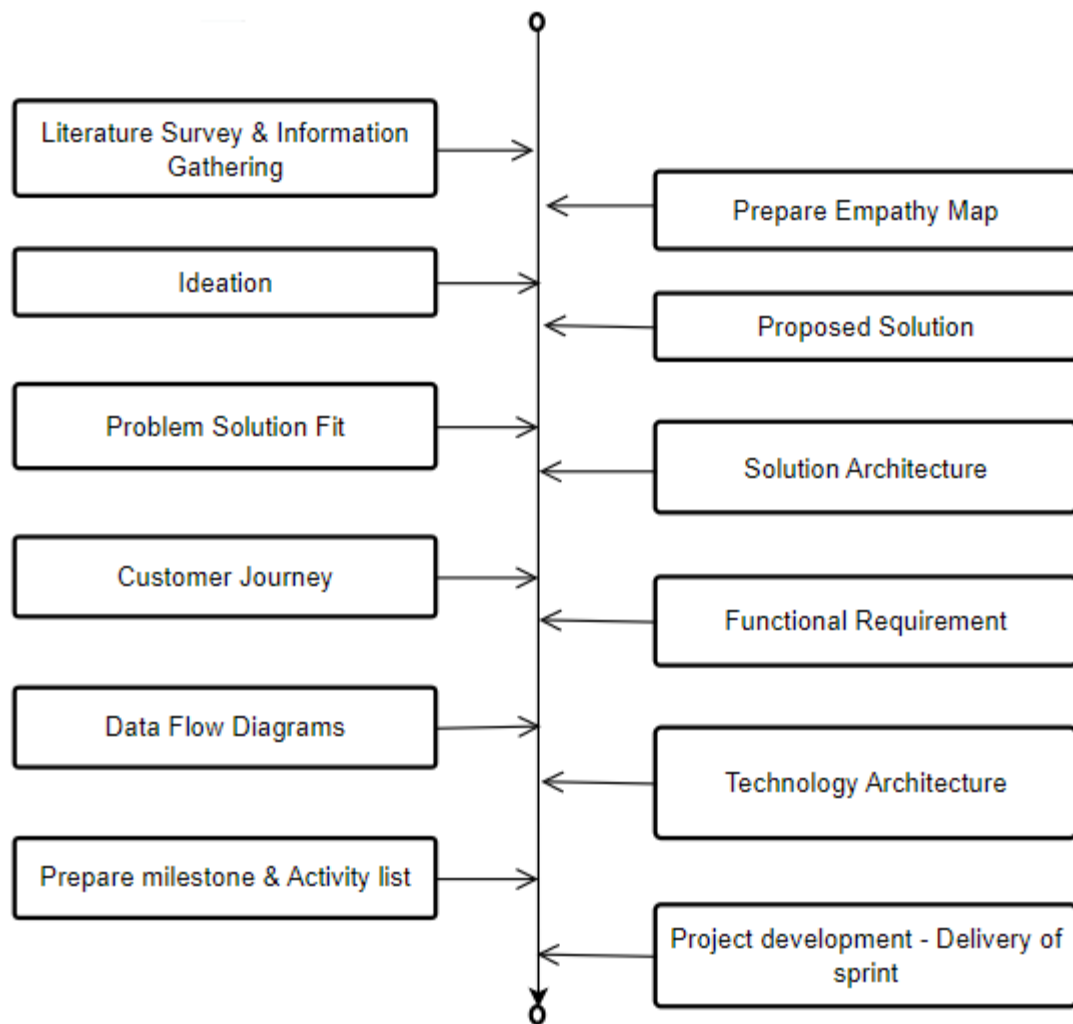 Literature Survey & Information
Gathering
Prepare Empathy Map
Ideation
Proposed Solution
Problem Solution Fit
Solution Architecture
Customer Journey
Functional Requirement
Data Flow Diagrams
Technology Architecture
Prepare milestone & Activity list
Project development - Delivery of
sprint